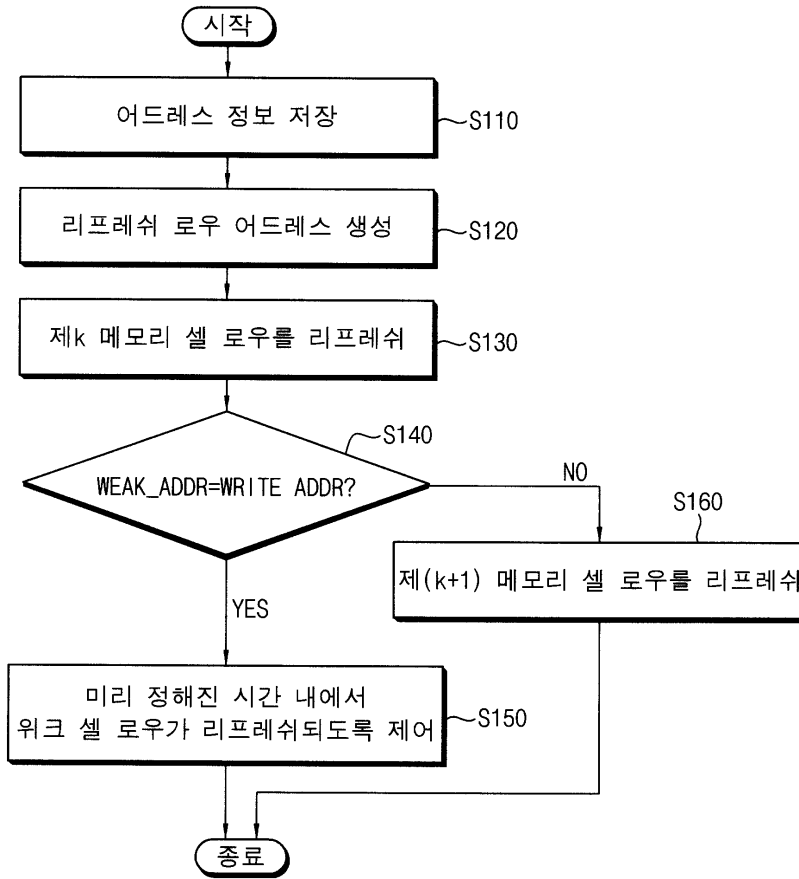 시작
어드레스 정보 저장
S110
리프레쉬 로우 어드레스 생성
S120
제k 메모리 셀 로우를 리프레쉬
S130
S140
WEAK_ADDR=WRITE ADDR?
NO
S160
제(k+1) 메모리 셀 로우를 리프레쉬
YES
미리 정해진 시간 내에서
위크 셀 로우가 리프레쉬되도록 제어
S150
종료